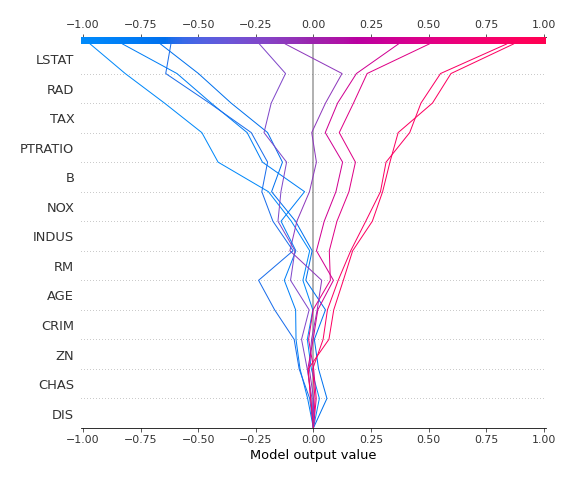 −1.00 −0.75 −0.50 −0.25 0.00 0.25 0.50 0.75 1.00
LSTAT
RAD
TAX
PTRATIO
B
NOX
INDUS
RM
AGE
CRIM
ZN
CHAS
DIS
−1.00 −0.75 −0.50 −0.25 0.00 0.25 0.50 0.75 1.00
Model output value